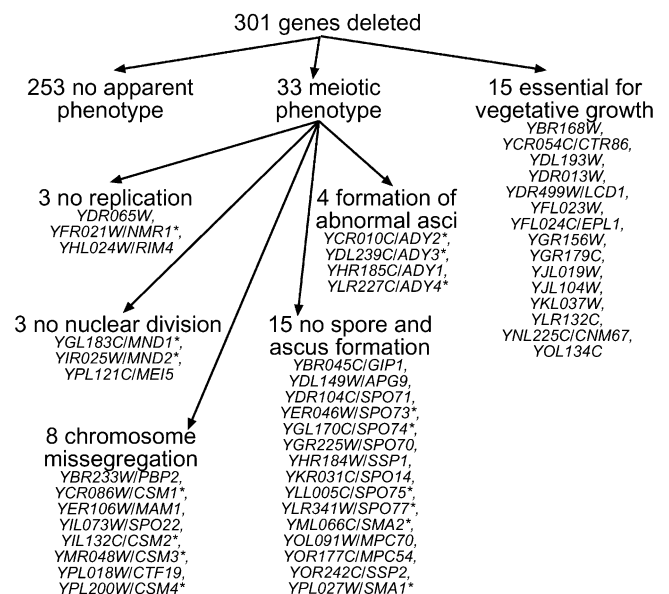 301 genes deleted
253 no apparent
phenotype
33 meiotic
phenotype
15 essential for
vegetative growth
YBR168W,
YCR054C/CTR86,
YDL193W,
YDR013W,
YDR499W/LCD1,
YFL023W,
YFL024C/EPL1,
YGR156W,
YGR179C,
YJL019W,
YJL104W,
YKL037W,
YLR132C,
YNL225C/CNM67,
YOL134C
3 no replication
YDR065W,
YFR021W/NMR1*,
YHL024W/RIM4
4 formation of
abnormal asci
YCR010C/ADY2*,
YDL239C/ADY3*,
YHR185C/ADY1,
YLR227C/ADY4*
3 no nuclear division
YGL183C/MND1*,
YIR025W/MND2*,
YPL121C/MEI5
15 no spore and
ascus formation
YBR045C/GIP1,
YDL149W/APG9,
YDR104C/SPO71,
YER046W/SPO73*,
YGL170C/SPO74*,
YGR225W/SPO70,
YHR184W/SSP1,
YKR031C/SPO14,
YLL005C/SPO75*,
YLR341W/SPO77*,
YML066C/SMA2*,
YOL091W/MPC70,
YOR177C/MPC54,
YOR242C/SSP2,
YPL027W/SMA1*
8 chromosome
missegregation
YBR233W/PBP2,
YCR086W/CSM1*,
YER106W/MAM1,
YIL073W/SPO22,
YIL132C/CSM2*,
YMR048W/CSM3*,
YPL018W/CTF19,
YPL200W/CSM4*